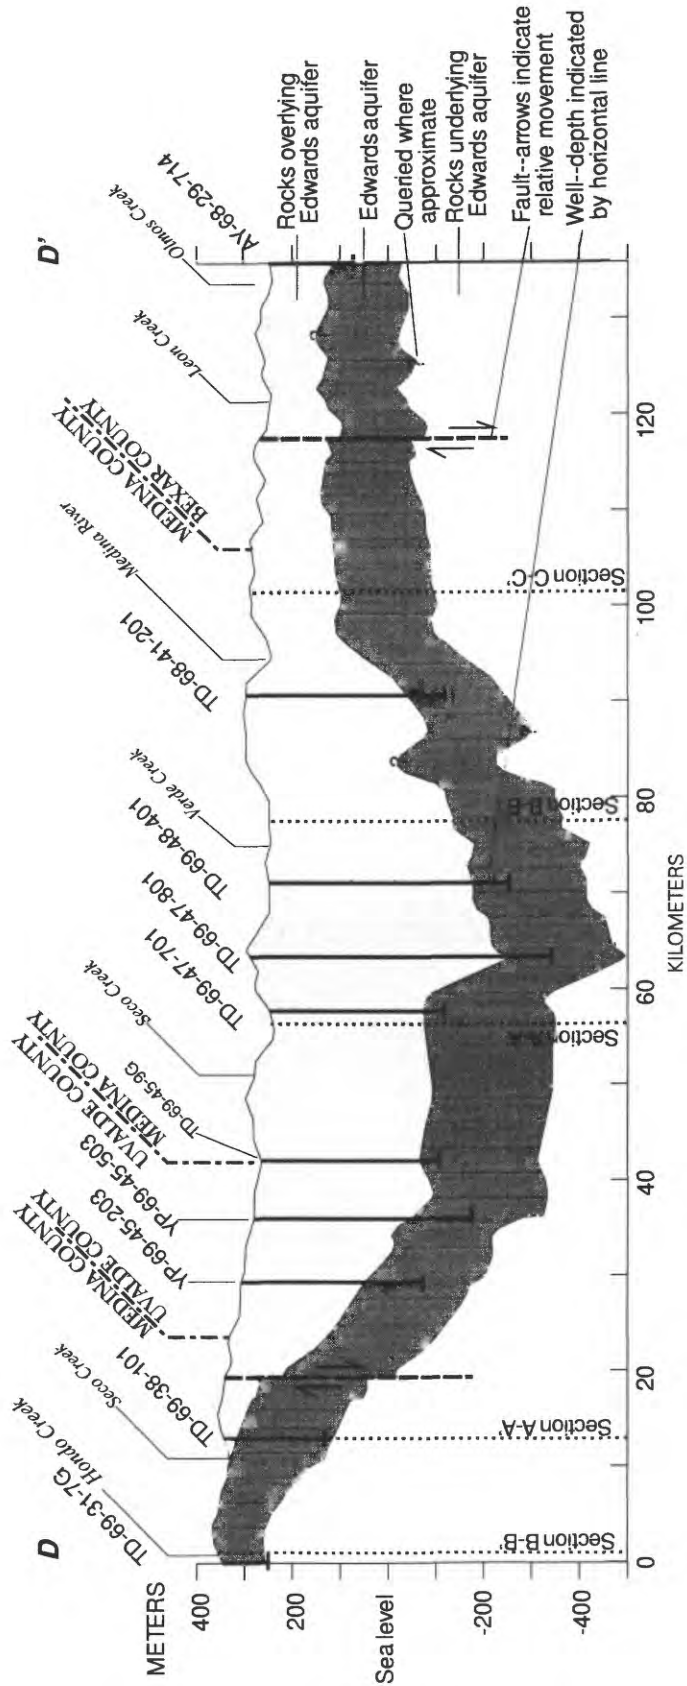 D
D'
METERS
400
200
Sea level
-200
-400
0
20
40
60
80
100
120
KILOMETERS
TD-69-31-7G
Hondo Creek
TD-69-38-101
Seco Creek
MEDINA COUNTY
UVALDE COUNTY
YP-69-45-203
YP-69-45-503
UVALDE COUNTY
MEDINA COUNTY
TD-69-45-9G
Seco Creek
TD-69-47-701
TD-69-47-801
TD-69-48-401
Verde Creek
TD-68-41-201
Medina River
MEDINA COUNTY
BEXAR COUNTY
Leon Creek
Olmos Creek
AY-68-29-714
Section B-B'
Section A-A'
Section A-A'
Section B-B'
Section C-C'
?
?
Rocks overlying
Edwards aquifer
Edwards aquifer
Queried where
approximate
Rocks underlying
Edwards aquifer
Fault--arrows indicate
relative movement
Well--depth indicated
by horizontal line